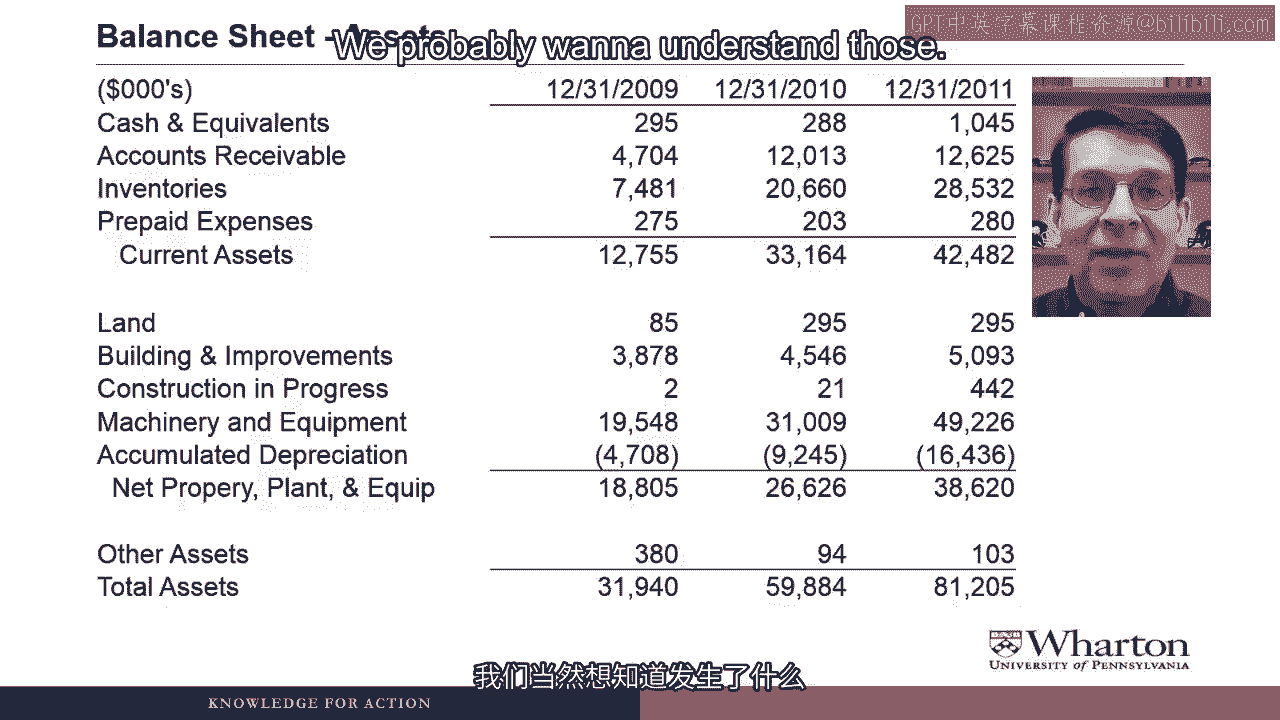 GPT中英字幕课程资源@bilibili.com
Balance Sheet - Assets
We probably wanna understand those.
($000's) 12/31/2009 12/31/2010 12/31/2011
Cash & Equivalents 295 288 1,045
Accounts Receivable 4,704 12,013 12,625
Inventories 7,481 20,660 28,532
Prepaid Expenses 275 203 280
Current Assets 12,755 33,164 42,482
Land 85 295 295
Building & Improvements 3,878 4,546 5,093
Construction in Progress 2 21 442
Machinery and Equipment 19,548 31,009 49,226
Accumulated Depreciation (4,708) (9,245) (16,436)
Net Propery, Plant, & Equip 18,805 26,626 38,620
Other Assets 380 94 103
Total Assets 31,940 59,884 81,205
Wharton
UNIVERSITY of PENNSYLVANIA
我们当然想知道发生了什么
KNOWLEDGE FOR ACTION